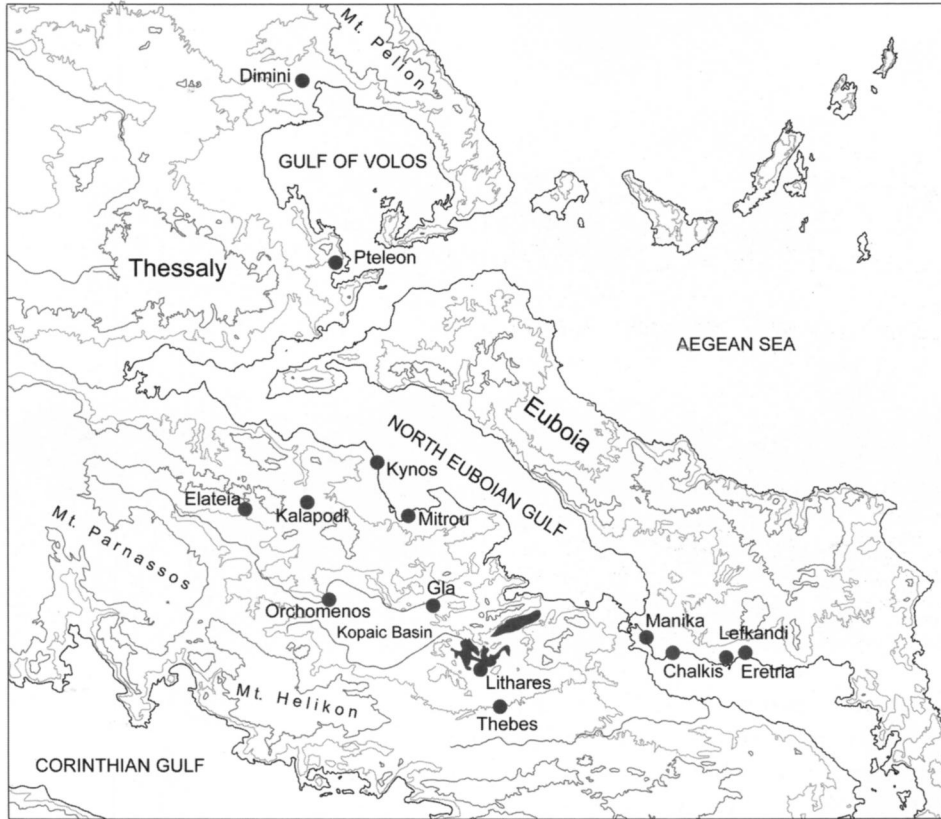 Mt. Pelion
Dimini
GULF OF VOLOS
Pteleon
Thessaly
AEGEAN SEA
Euboia
NORTH EUBOIAN GULF
Kynos
Elateia
Kalapodi
Mitrou
Mt. Parnassos
Gla
Orchomenos
Kopaic Basin
Manika
Lefkandi
Chalkis
Eretria
Lithares
Mt. Helikon
Thebes
CORINTHIAN GULF